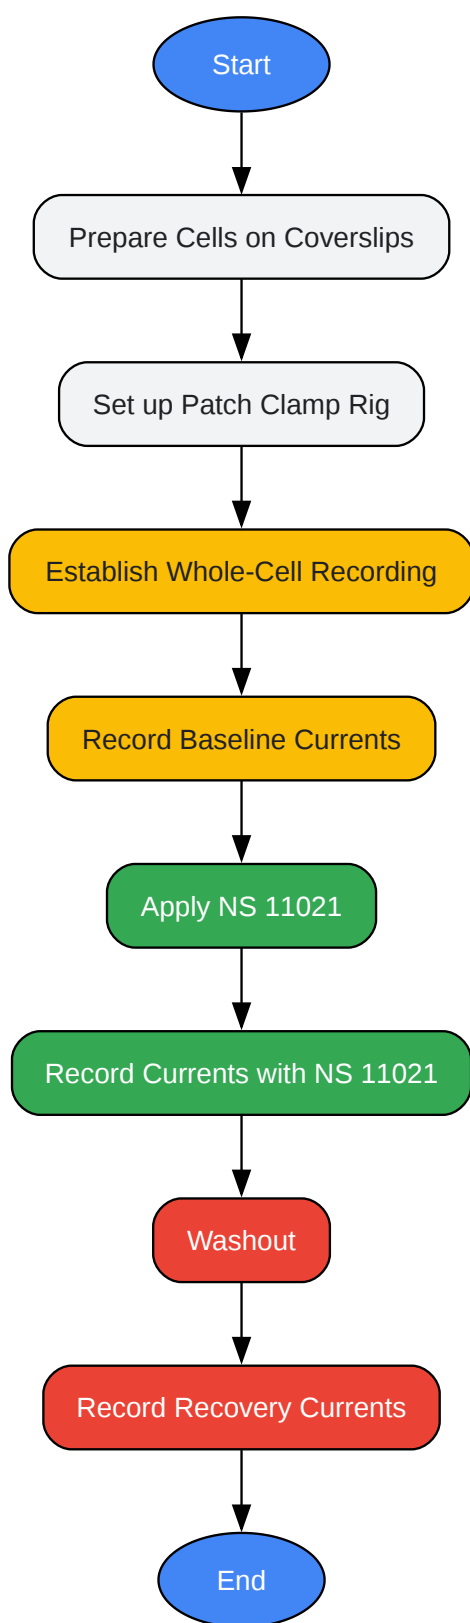 Start
Prepare Cells on Coverslips
Set up Patch Clamp Rig
Establish Whole-Cell Recording
Record Baseline Currents
Apply NS 11021
Record Currents with NS 11021
Washout
Record Recovery Currents
End